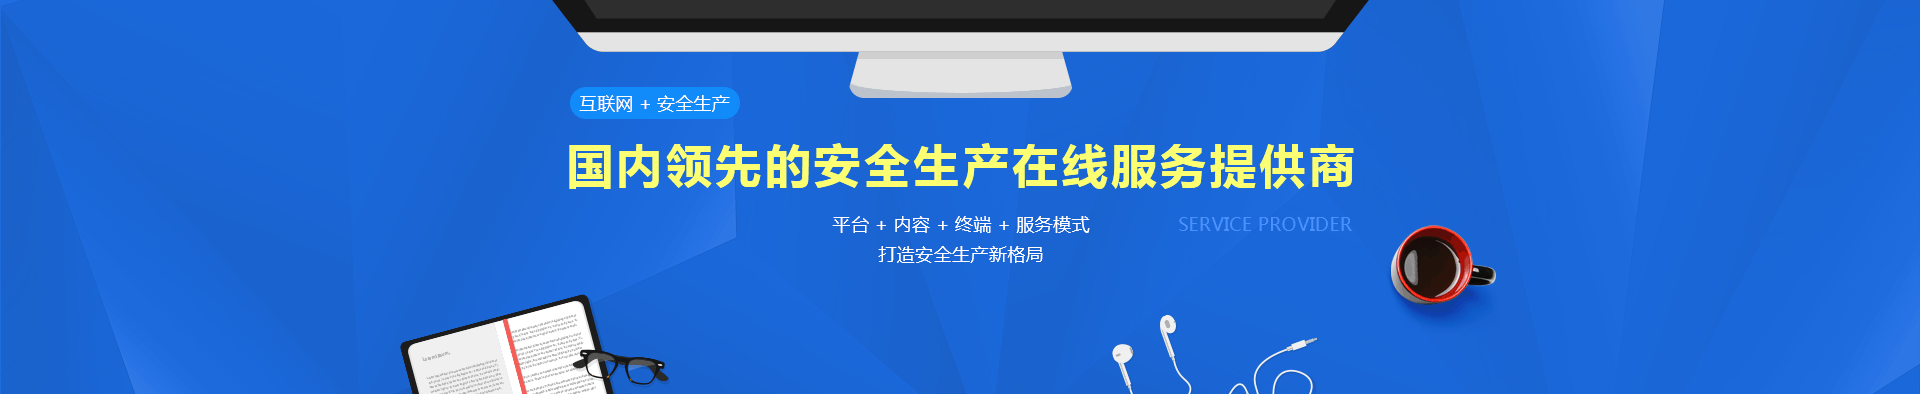 互联网 + 安全生产
国内领先的安全生产在线服务提供商
平台 + 内容 + 终端 + 服务模式
SERVICE PROVIDER
打造安全生产新格局